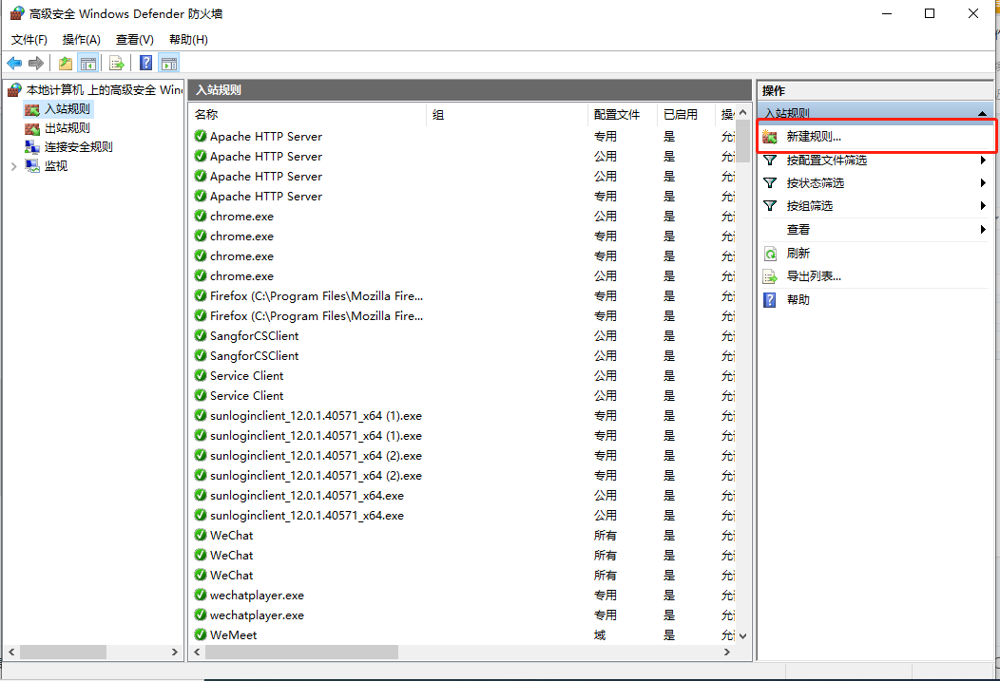 高级安全 Windows Defender 防火墙
文件(F) 操作(A) 查看(V) 帮助(H)
本地计算机 上的高级安全 Win
入站规则
出站规则
连接安全规则
监视
入站规则
名称 组 配置文件 已启用 操
Apache HTTP Server 专用 是 允
Apache HTTP Server 公用 是 允
Apache HTTP Server 公用 是 允
Apache HTTP Server 专用 是 允
chrome.exe 公用 是 允
chrome.exe 专用 是 允
chrome.exe 专用 是 允
chrome.exe 公用 是 允
Firefox (C:\Program Files\Mozilla Fire... 专用 是 允
Firefox (C:\Program Files\Mozilla Fire... 专用 是 允
SangforCSClient 公用 是 允
SangforCSClient 公用 是 允
Service Client 公用 是 允
Service Client 公用 是 允
sunloginclient_12.0.1.40571_x64 (1).exe 专用 是 允
sunloginclient_12.0.1.40571_x64 (1).exe 专用 是 允
sunloginclient_12.0.1.40571_x64 (2).exe 专用 是 允
sunloginclient_12.0.1.40571_x64 (2).exe 专用 是 允
sunloginclient_12.0.1.40571_x64.exe 公用 是 允
sunloginclient_12.0.1.40571_x64.exe 公用 是 允
WeChat 所有 是 允
WeChat 所有 是 允
WeChat 所有 是 允
wechatplayer.exe 专用 是 允
wechatplayer.exe 专用 是 允
WeMeet 域 是 允
操作
入站规则
新建规则...
按配置文件筛选
按状态筛选
按组筛选
查看
刷新
导出列表...
帮助